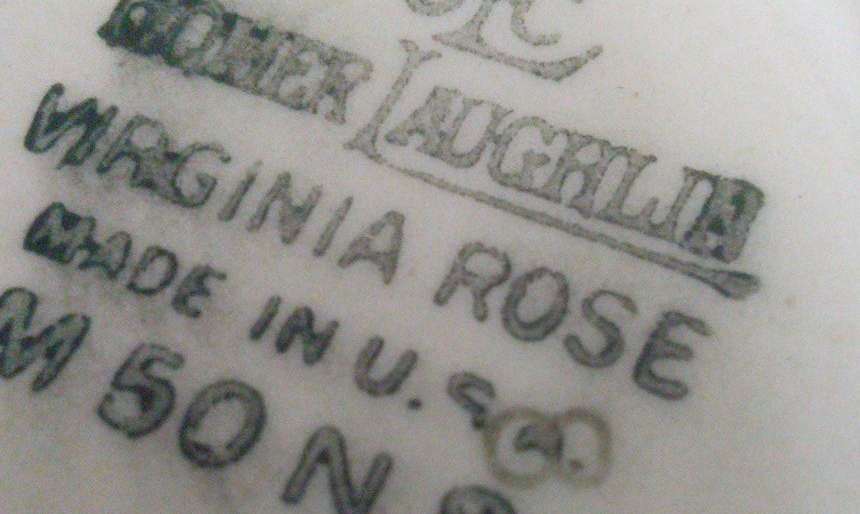 HOMER LAUGHLIN
VIRGINIA ROSE
MADE IN U.S.A.
M 50 N